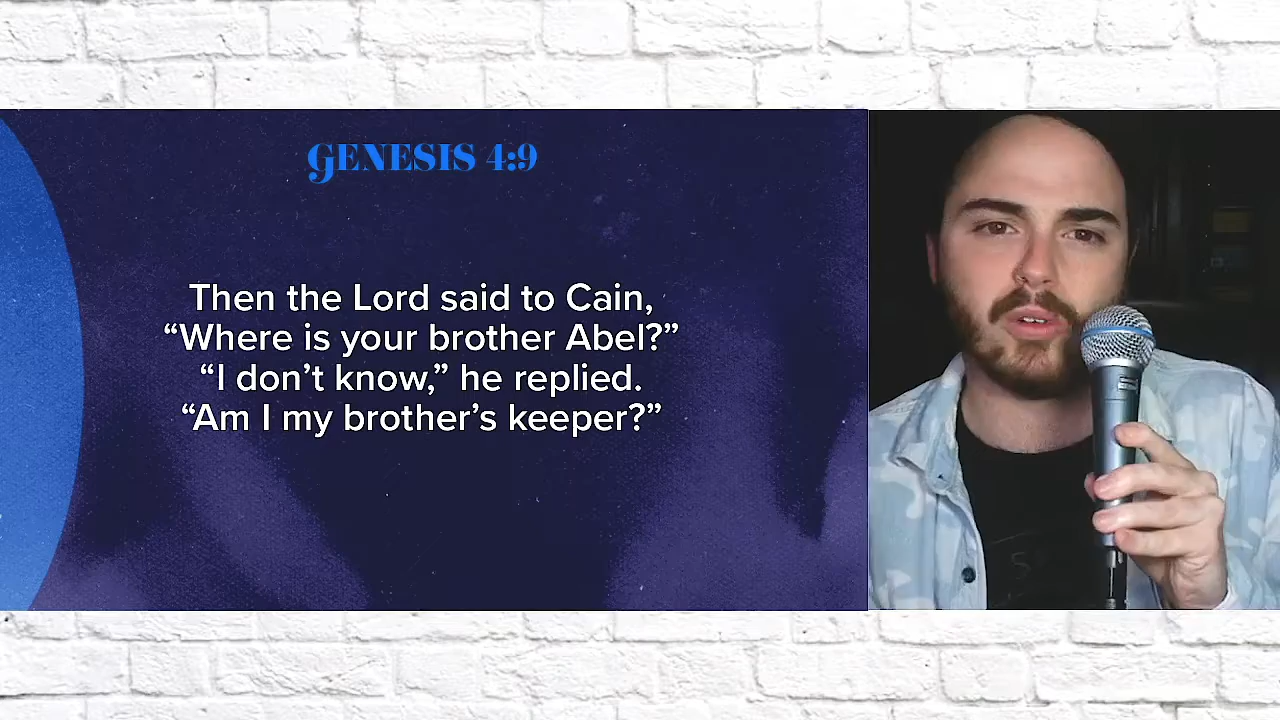 GENESIS 4:9
Then the Lord said to Cain,
“Where is your brother Abel?”
“I don’t know,” he replied.
“Am I my brother’s keeper?”